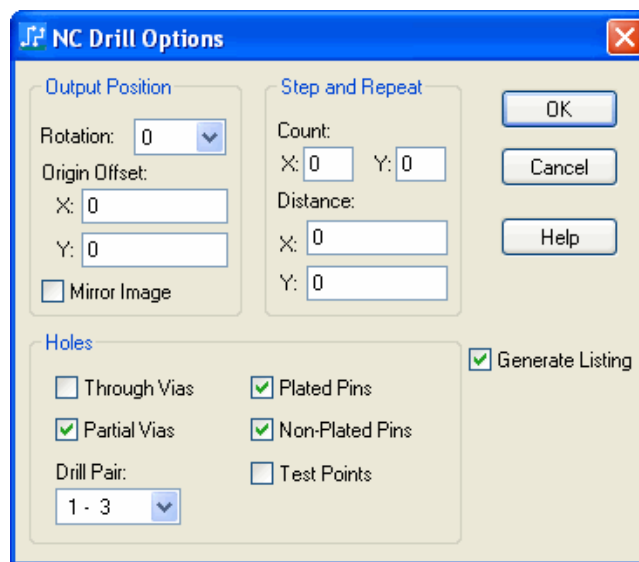 NC Drill Options
Output Position
Rotation: 0
Origin Offset:
X: 0
Y: 0
Mirror Image
Step and Repeat
Count:
X: 0 Y: 0
Distance:
X: 0
Y: 0
OK
Cancel
Help
Holes
Through Vias Plated Pins
Partial Vias Non-Plated Pins
Drill Pair: Test Points
1 - 3
Generate Listing